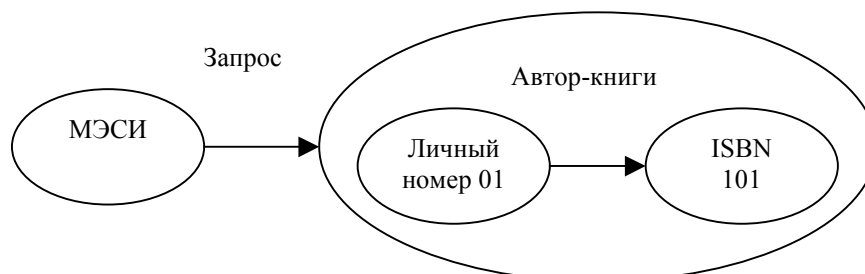 Запрос
Автор-книги
МЭСИ
Личный
номер 01
ISBN
101